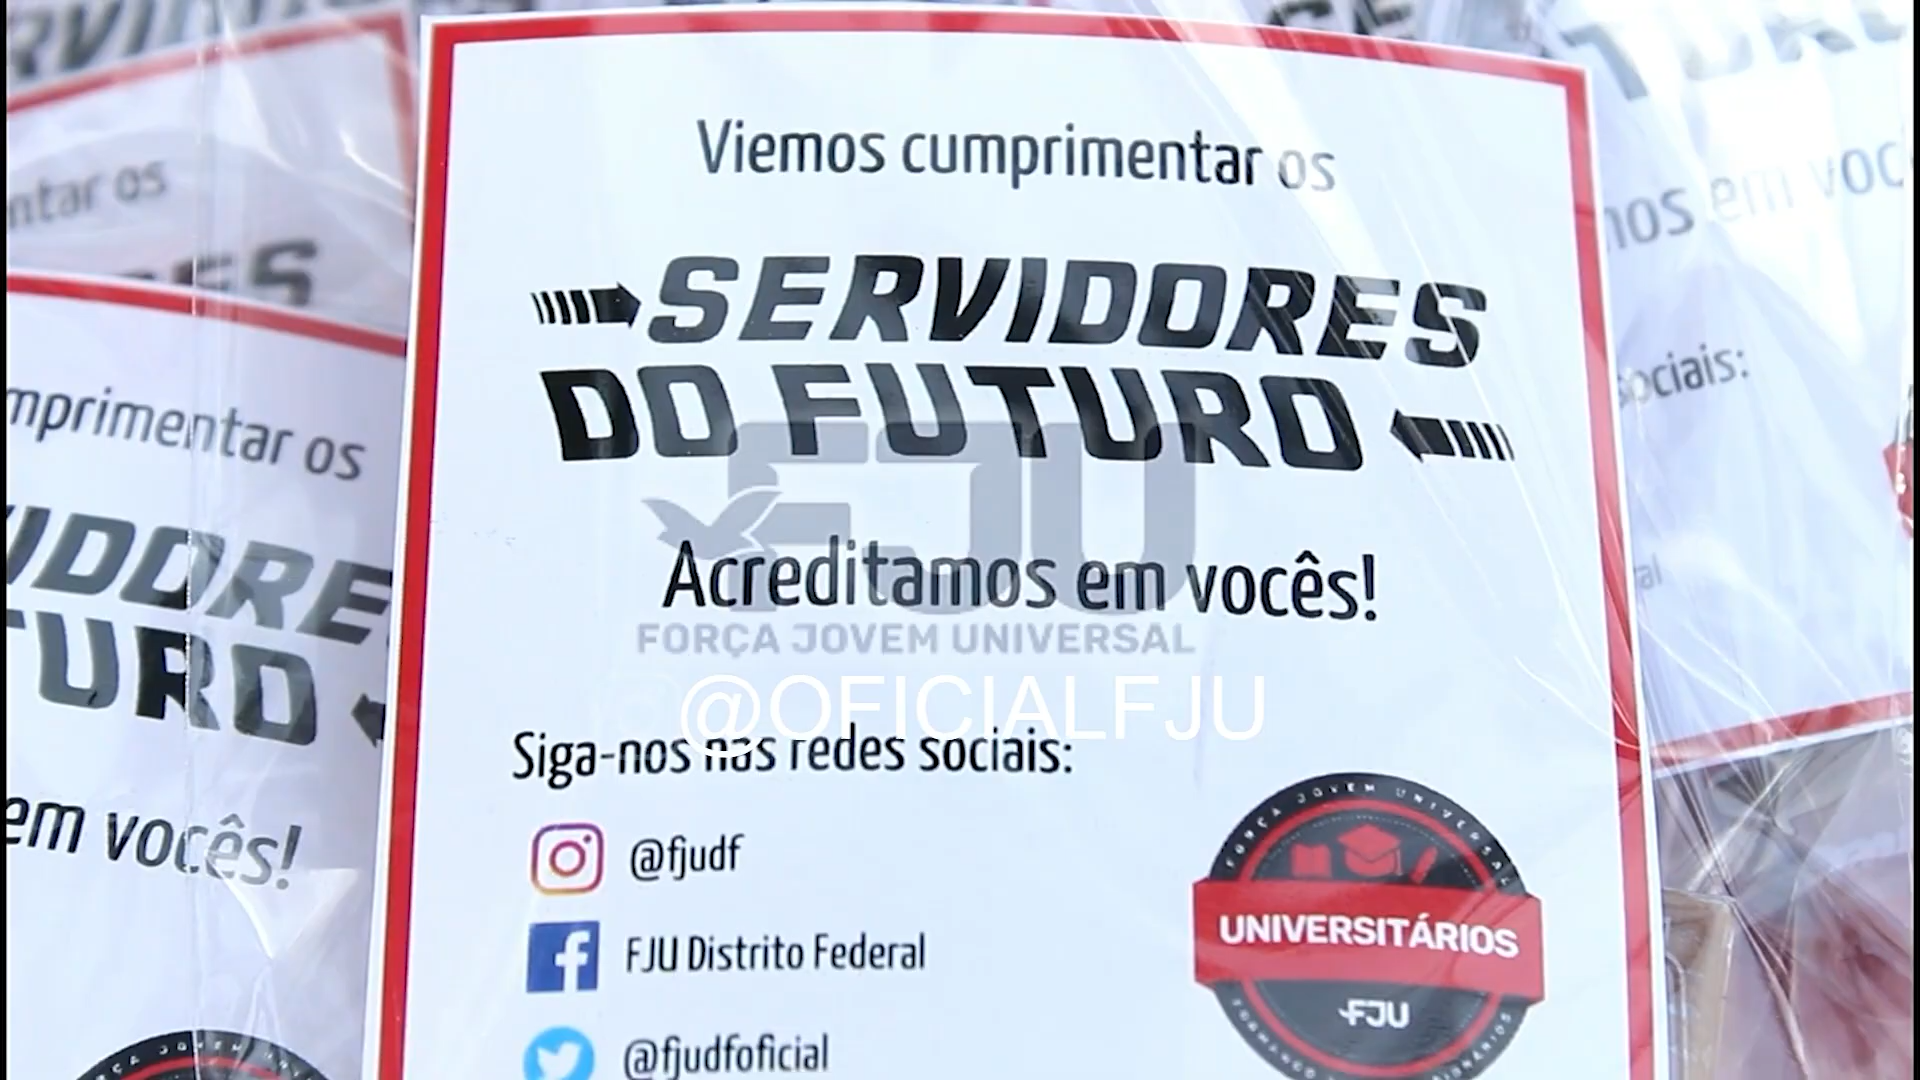 Viemos cumprimentar os
SERVIDORES
DO FUTURO
FJU
Acreditamos em vocês!
FORÇA JOVEM UNIVERSAL
@OFICIALFJU
Siga-nos nas redes sociais:
@fjudf
FJU Distrito Federal
@fjudfoficial
FORÇA JOVEM UNIVERSAL
UNIVERSITÁRIOS
FJU
ntar os
mprimentar os
IDORE
TURO
em vocês!
nos em voc
sociais: